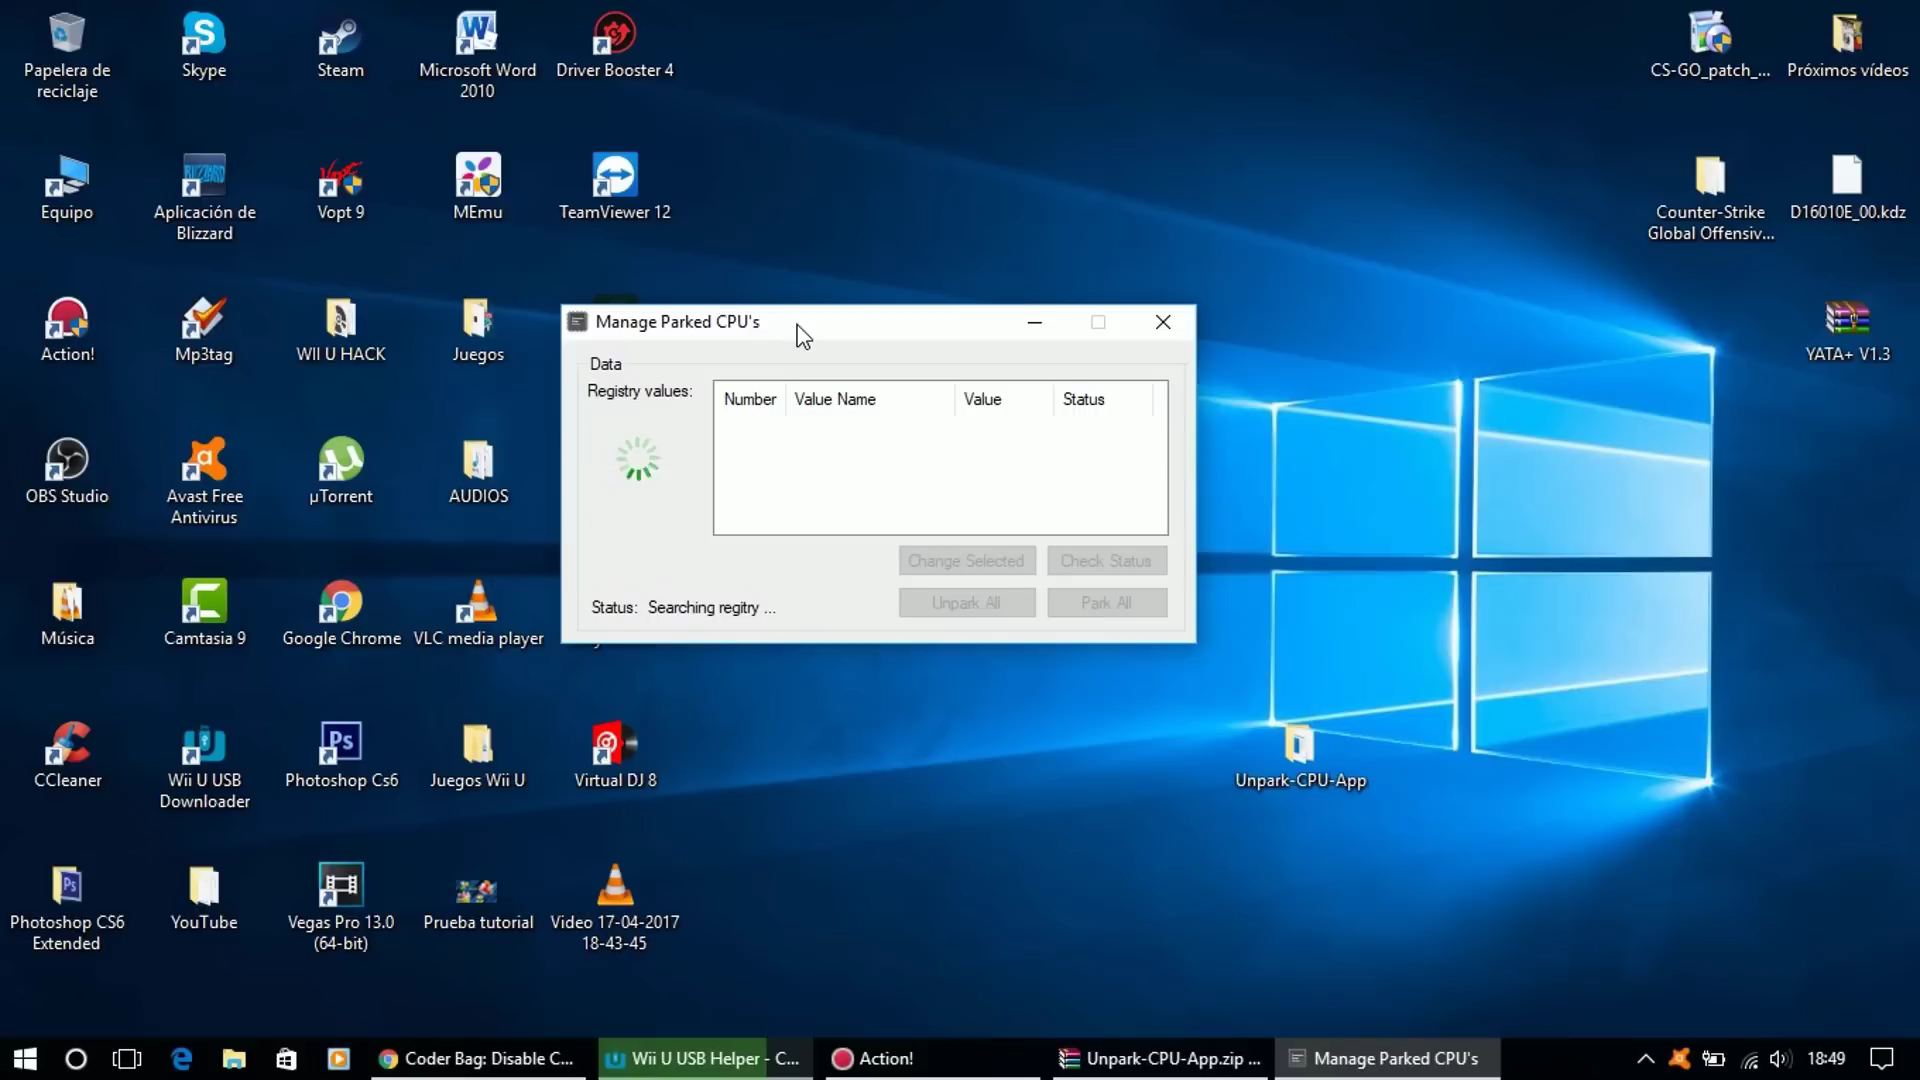 Papelera de
reciclaje
Skype
Steam
Microsoft Word
2010
Driver Booster 4
CS-GO_patch_...
Próximos vídeos
Equipo
Aplicación de
Blizzard
Vopt 9
MEmu
TeamViewer 12
Counter-Strike
Global Offensiv...
D16010E_00.kdz
Action!
Mp3tag
WII U HACK
Juegos
YATA+ V1.3
Manage Parked CPU's
Data
Registry values:
Number
Value Name
Value
Status
Change Selected
Check Status
Unpark All
Park All
Status: Searching regitry ...
OBS Studio
Avast Free
Antivirus
µTorrent
AUDIOS
Música
Camtasia 9
Google Chrome
VLC media player
CCleaner
Wii U USB
Downloader
Photoshop Cs6
Juegos Wii U
Virtual DJ 8
Unpark-CPU-App
Photoshop CS6
Extended
YouTube
Vegas Pro 13.0
(64-bit)
Prueba tutorial
Video 17-04-2017
18-43-45
Coder Bag: Disable C...
Wii U USB Helper - C...
Action!
Unpark-CPU-App.zip ...
Manage Parked CPU's
18:49